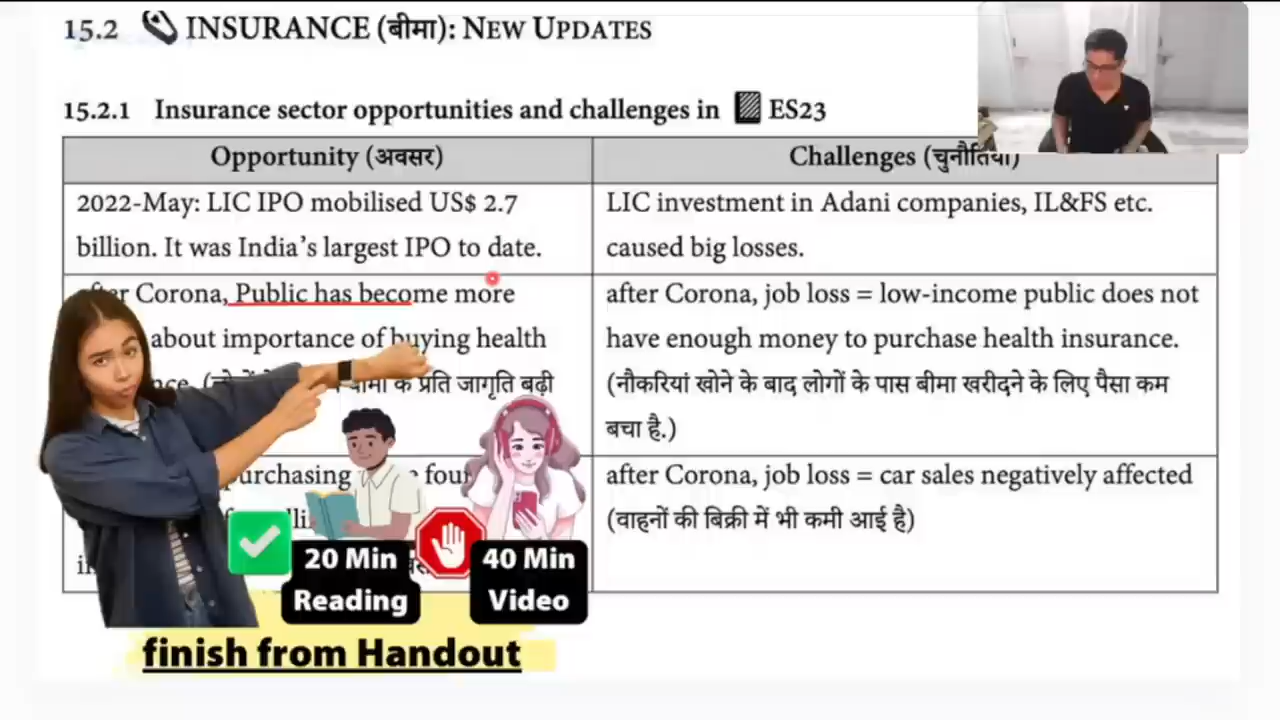 15.2 INSURANCE (बीमा): NEW UPDATES
15.2.1 Insurance sector opportunities and challenges in ES23
Opportunity (अवसर)
Challenges (चुनौतियां)
2022-May: LIC IPO mobilised US$ 2.7
billion. It was India's largest IPO to date.
LIC investment in Adani companies, IL&FS etc.
caused big losses.
Corona, Public has become more
about importance of buying health
के प्रति जागृति बढ़ी
after Corona, job loss = low-income public does not
have enough money to purchase health insurance.
(नौकरियां खोने के बाद लोगों के पास बीमा खरीदने के लिए पैसा कम
बचा है.)
purchasing
after Corona, job loss = car sales negatively affected
(वाहनों की बिक्री में भी कमी आई है)
20 Min
Reading
40 Min
Video
finish from Handout